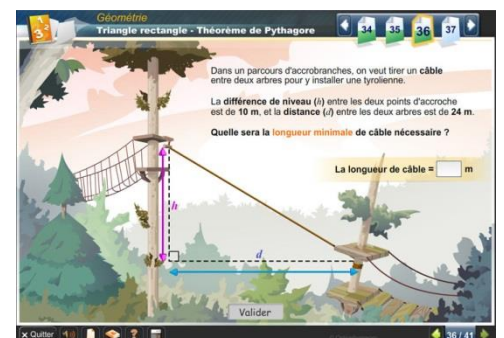 Géométrie
Triangle rectangle - Théorème de Pythagore
34 35 36 37
Dans un parcours d'accrobranches, on veut tirer un câble
entre deux arbres pour y installer une tyrolienne.
La différence de niveau (h) entre les deux points d'accroche
est de 10 m, et la distance (d) entre les deux arbres est de 24 m.
Quelle sera la longueur minimale de câble nécessaire ?
La longueur de câble = m
h
d
Valider
x Quitter
36 / 41